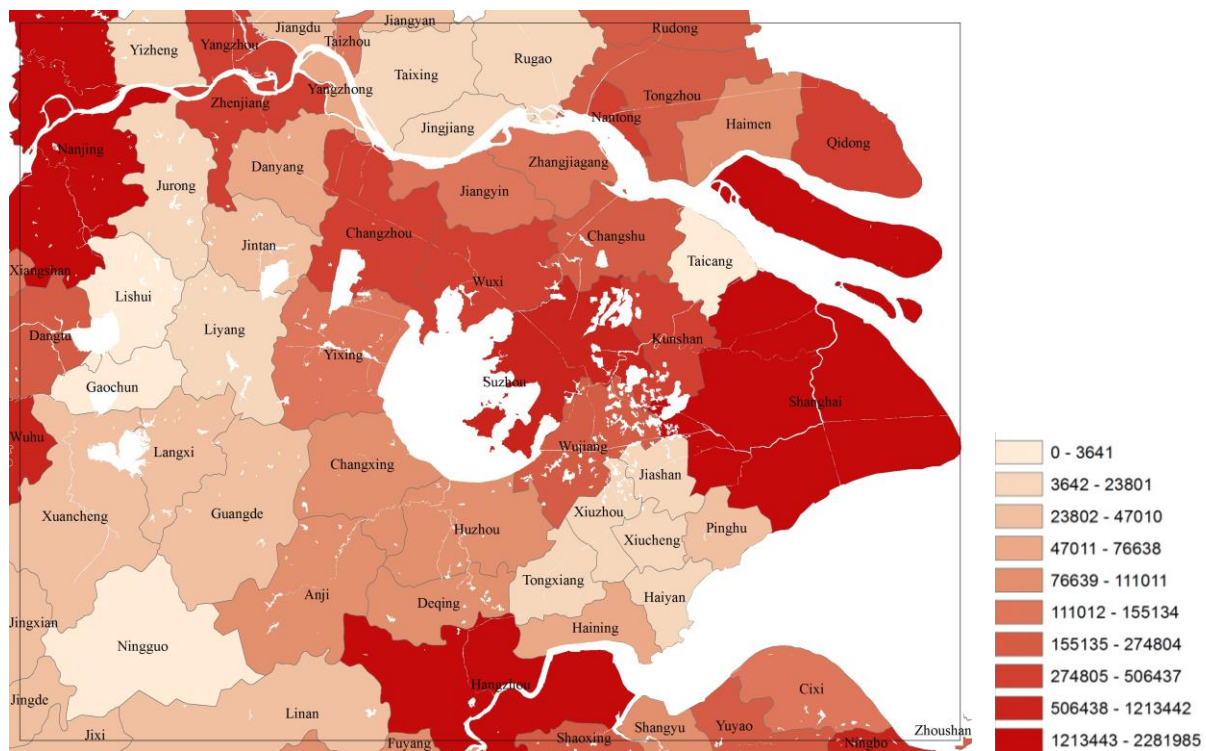 Jiangyan
Jiangdu
Rudong
Yizheng
Yangzhou
Taizhou
Rugao
Taixing
Yangzhong
Tongzhou
Zhenjiang
Nantong
Haimen
Jingjiang
Qidong
Nanjing
Zhangjiagang
Danyang
Jurong
Jiangyin
Changzhou
Changshu
Jintan
Taicang
Xiangshan
Wuxi
Lishui
Liyang
Dangtu
Kunshan
Yixing
Gaochun
Suzhou
Shanghai
Wuhu
Wujiang
Langxi
Changxing
Jiashan
Guangde
Xiuzhou
Xuancheng
Huzhou
Pinghu
Xiucheng
Tongxiang
Anji
Haiyan
Deqing
Jingxian
Haining
Ningguo
Hangzhou
Cixi
Jingde
Linan
Shangyu
Yuyao
Zhoushan
Jixi
Fuyang
Shaoxing
Ningbo
0 - 3641
3642 - 23801
23802 - 47010
47011 - 76638
76639 - 111011
111012 - 155134
155135 - 274804
274805 - 506437
506438 - 1213442
1213443 - 2281985